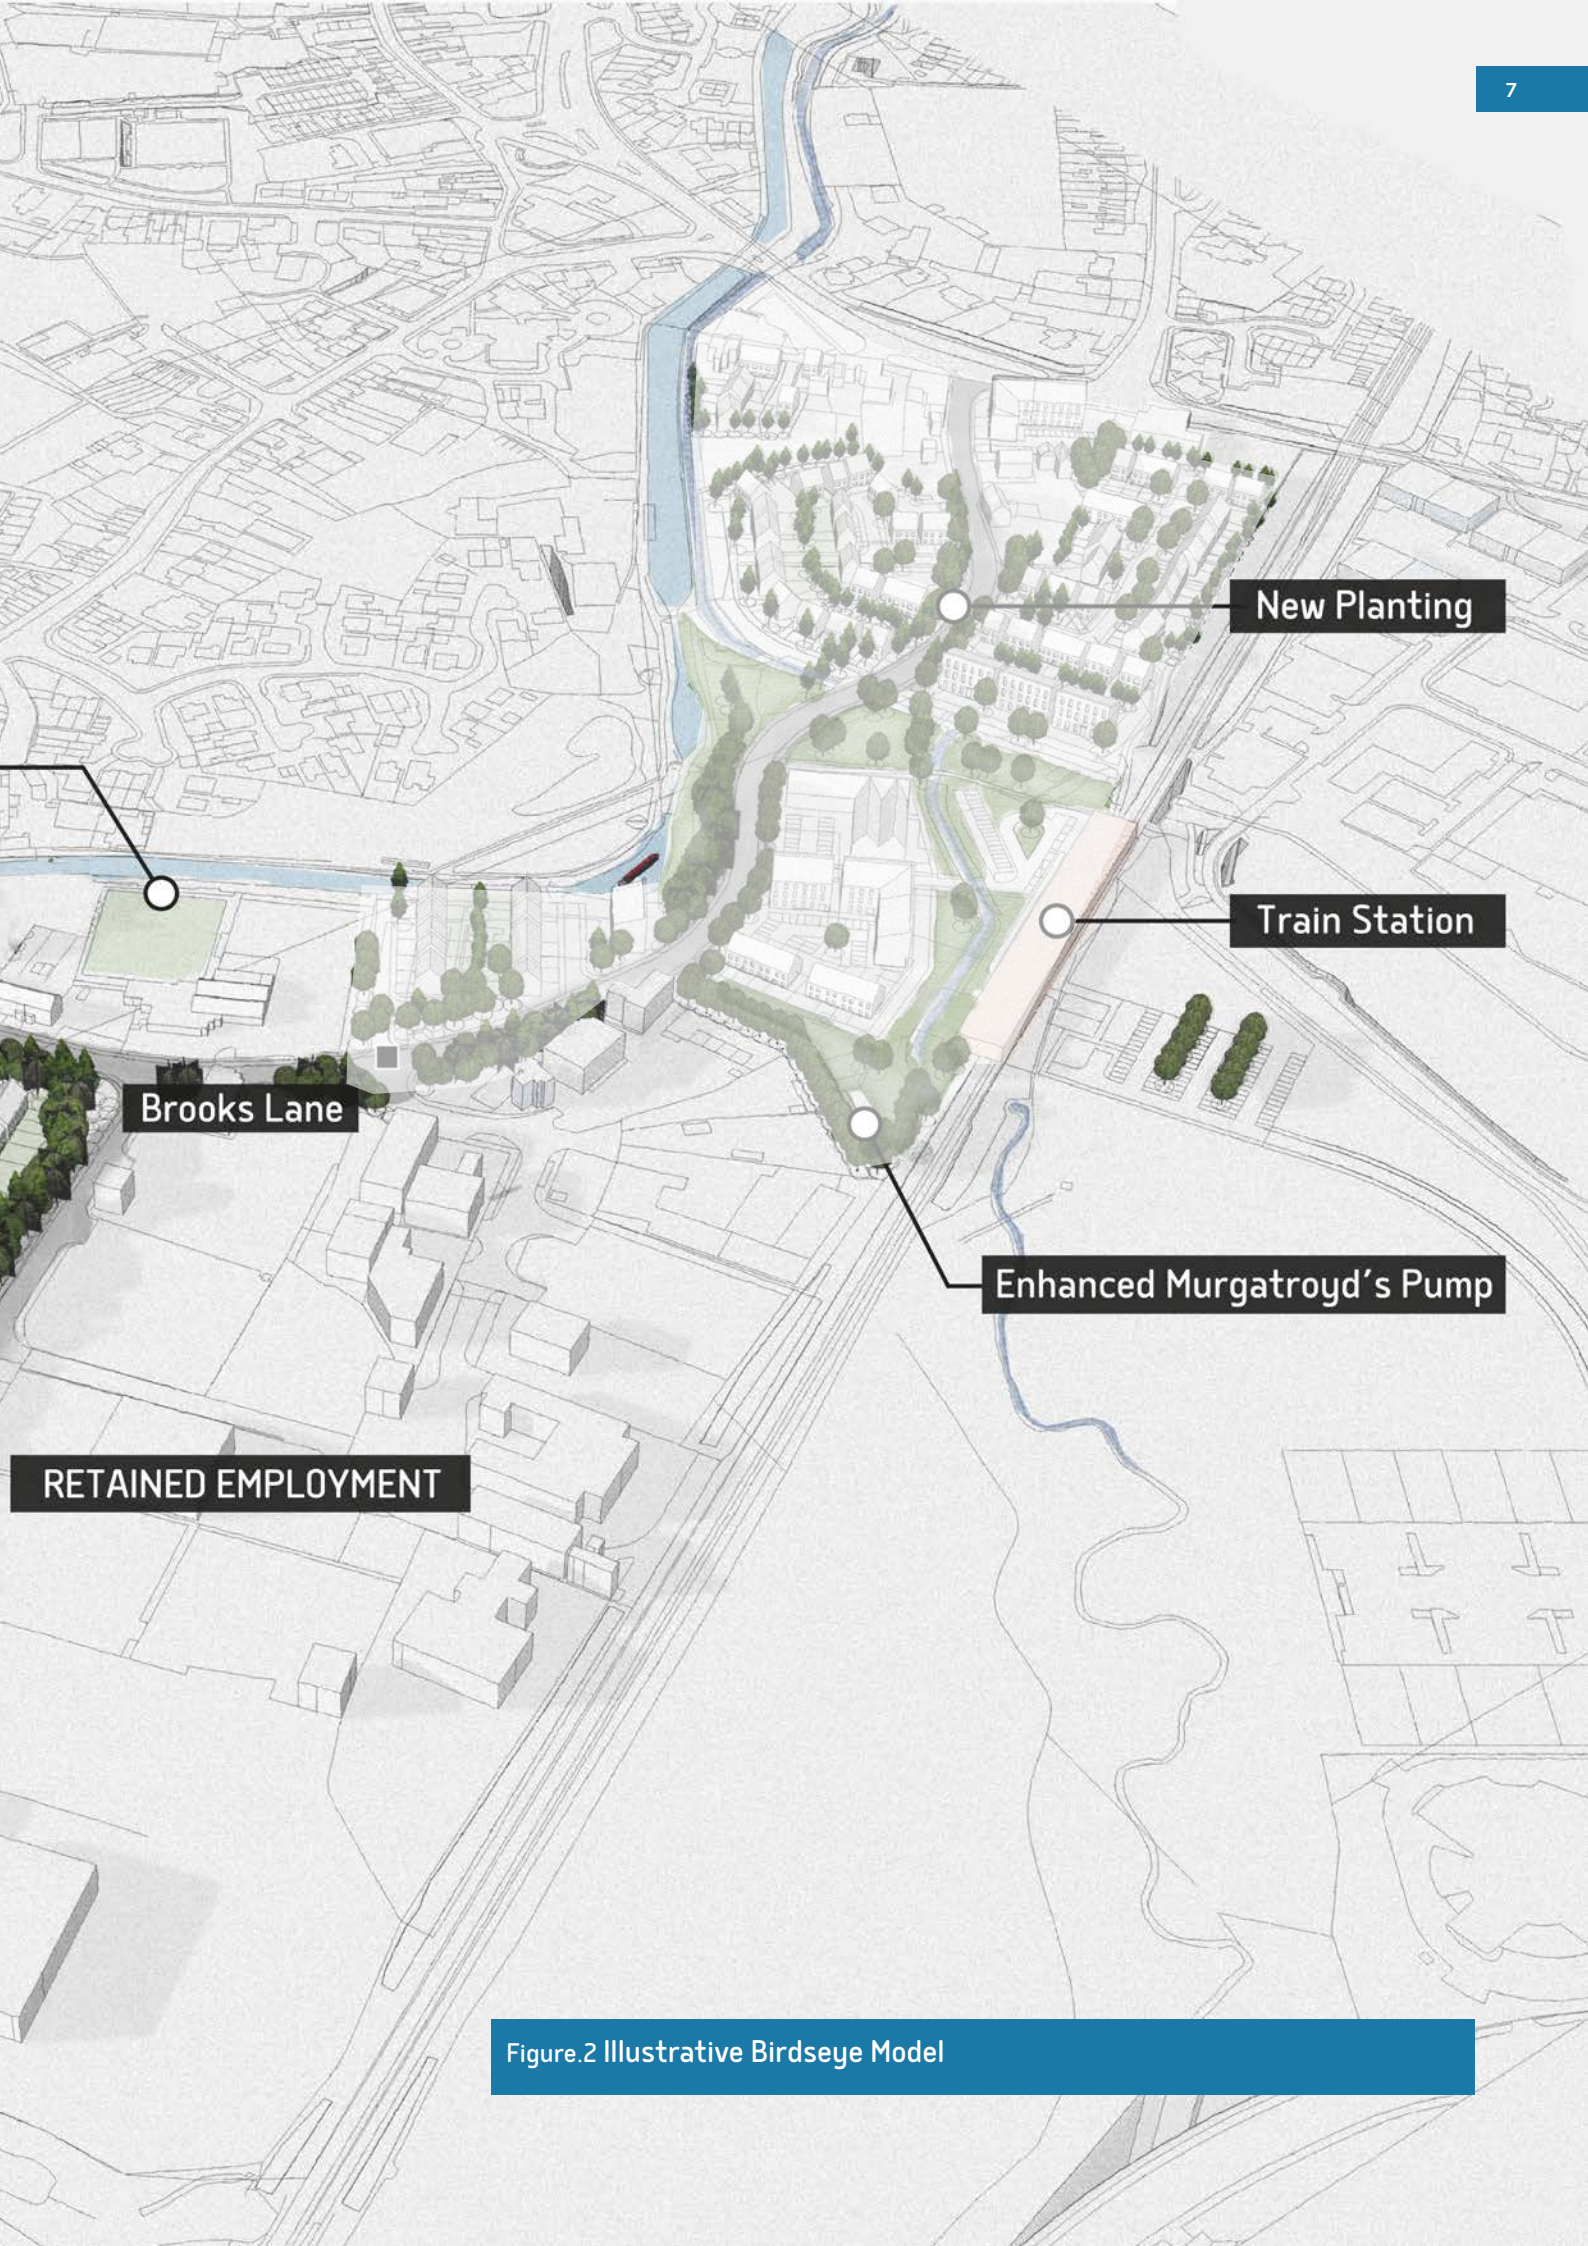 7
New Planting
Train Station
Brooks Lane
Enhanced Murgatroyd's Pump
RETAINED EMPLOYMENT
Figure.2 Illustrative Birdseye Model